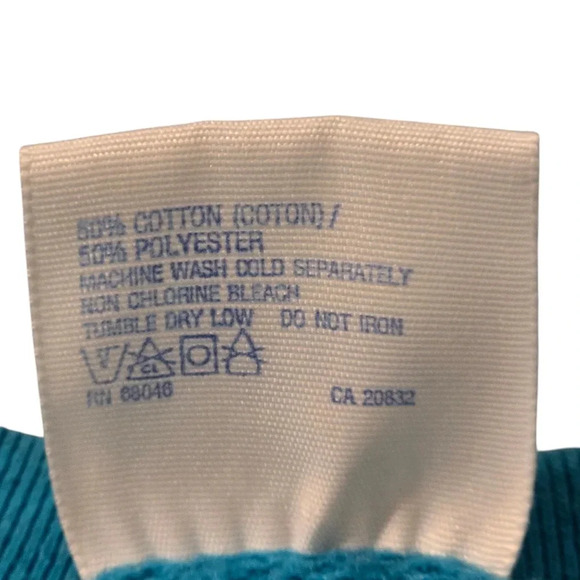 50% COTTON (COTON) /
50% POLYESTER
MACHINE WASH COLD SEPARATELY
NON CHLORINE BLEACH
TUMBLE DRY LOW DO NOT IRON
CL
RN 68046 CA 20832